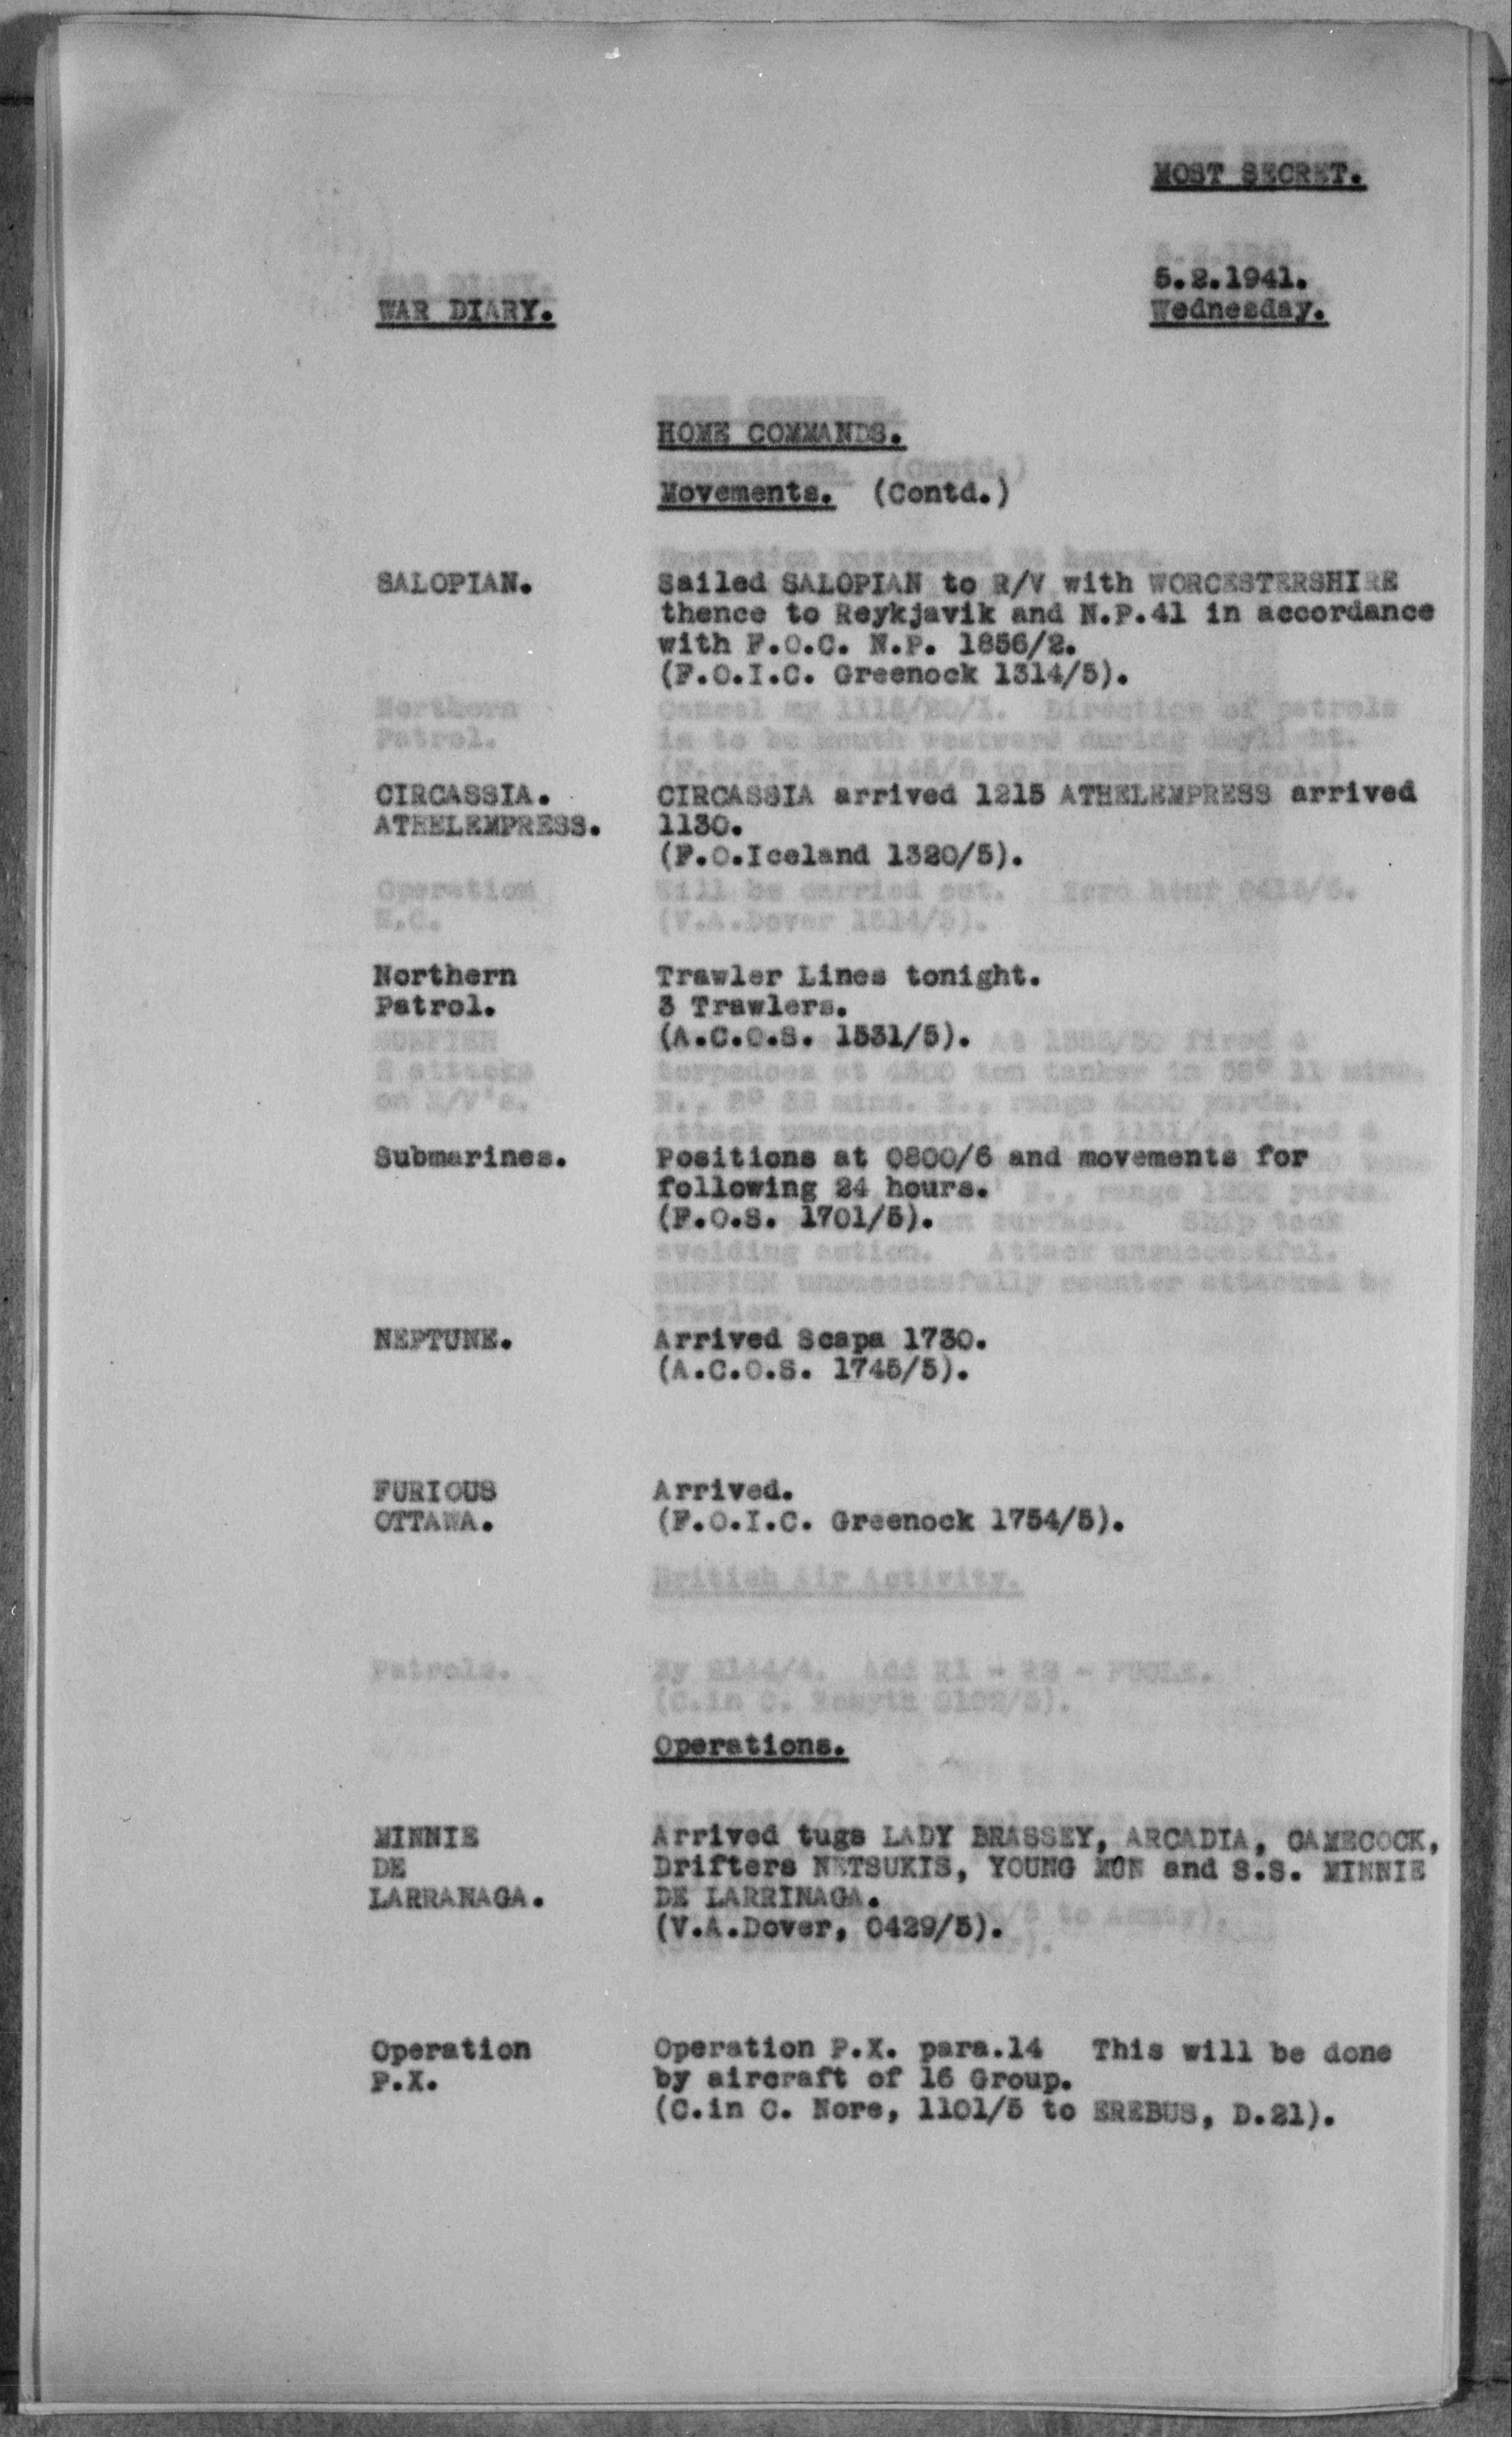 MOST SECRET.
5.2.1941.
WAR DIARY.
Wednesday.
HOME COMMANDS.
Movements. (Contd.)
SALOPIAN.
Sailed SALOPIAN to R/V with WORCESTERSHIRE
thence to Reykjavik and N.P.41 in accordance
with F.O.C. N.P. 1856/2.
(F.O.I.C. Greenock 1314/5).
CIRCASSIA.
ATHELEMPRESS.
CIRCASSIA arrived 1215 ATHELEMPRESS arrived
1130.
(F.O.Iceland 1320/5).
Northern
Patrol.
Trawler Lines tonight.
3 Trawlers.
(A.C.O.S. 1531/5).
Submarines.
Positions at 0800/6 and movements for
following 24 hours.
(F.O.S. 1701/5).
NEPTUNE.
Arrived Scapa 1730.
(A.C.O.S. 1745/5).
FURIOUS
OTTAWA.
Arrived.
(F.O.I.C. Greenock 1754/5).
Operations.
MINNIE
DE
LARRANAGA.
Arrived tugs LADY BRASSEY, ARCADIA, GAMECOCK,
Drifters NETSUKIS, YOUNG MON and S.S. MINNIE
DE LARRINAGA.
(V.A.Dover, 0429/5).
Operation
P.X.
Operation P.X. para.14 This will be done
by aircraft of 16 Group.
(C.in C. Nore, 1101/5 to EREBUS, D.21).